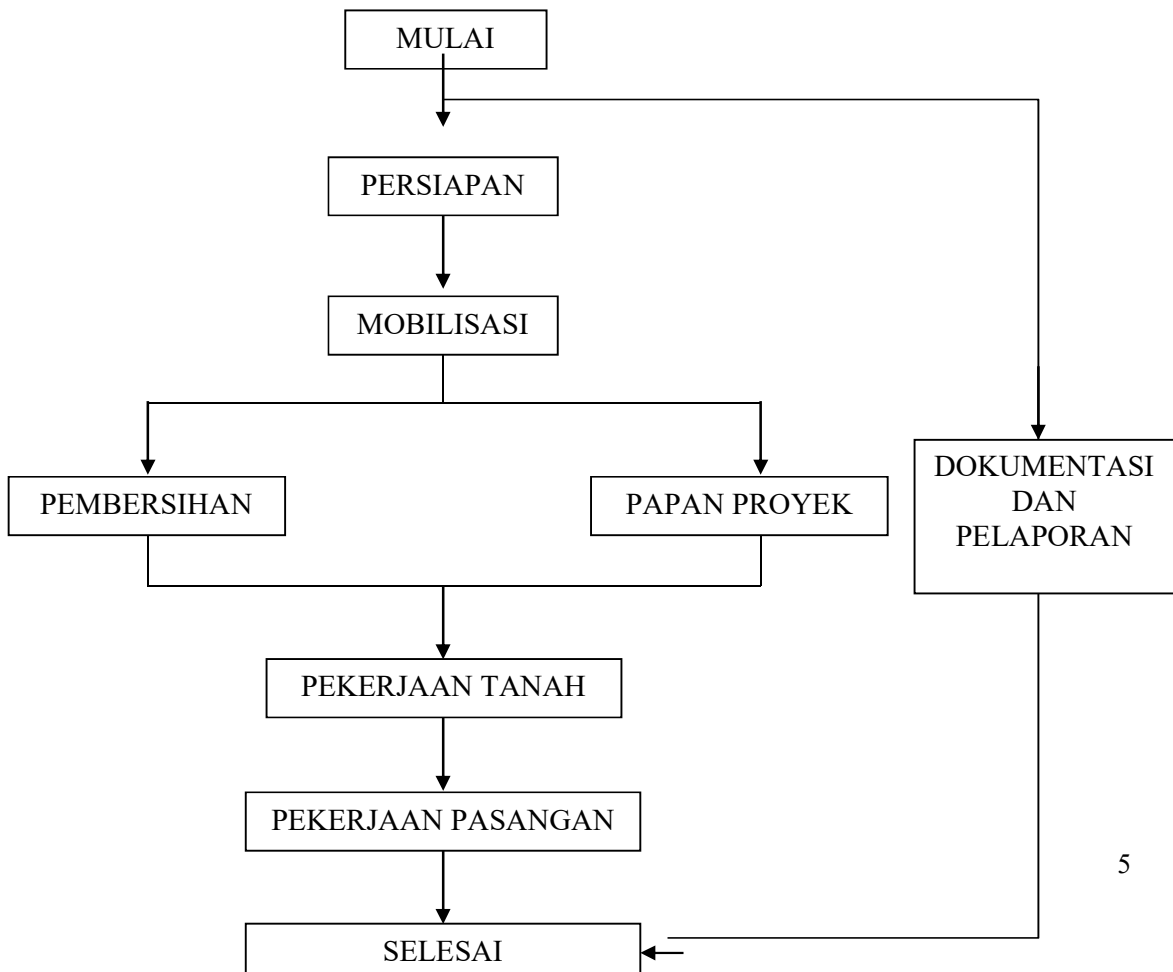 MULAI
PERSIAPAN
MOBILISASI
PEMBERSIHAN
PAPAN PROYEK
DOKUMENTASI
DAN
PELAPORAN
PEKERJAAN TANAH
PEKERJAAN PASANGAN
5
SELESAI